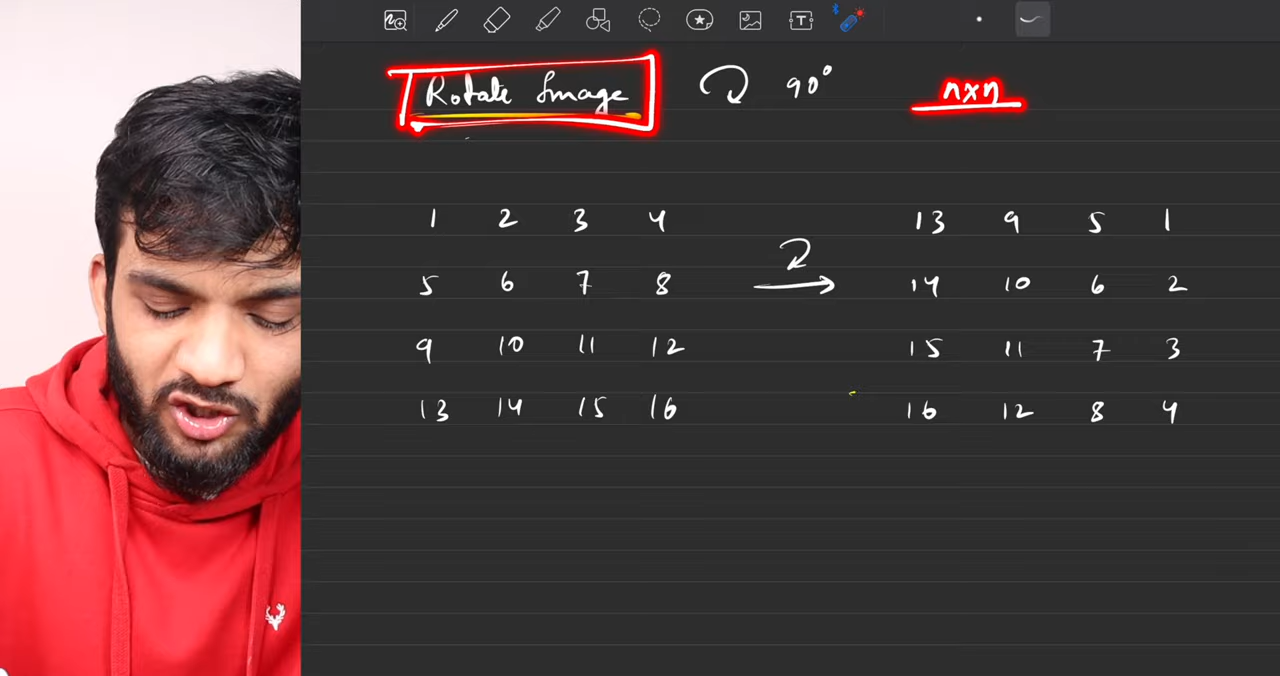 Rotate Image 90° nxn
1 2 3 4 13 9 5 1
5 6 7 8 14 10 6 2
9 10 11 12 15 11 7 3
13 14 15 16 16 12 8 4